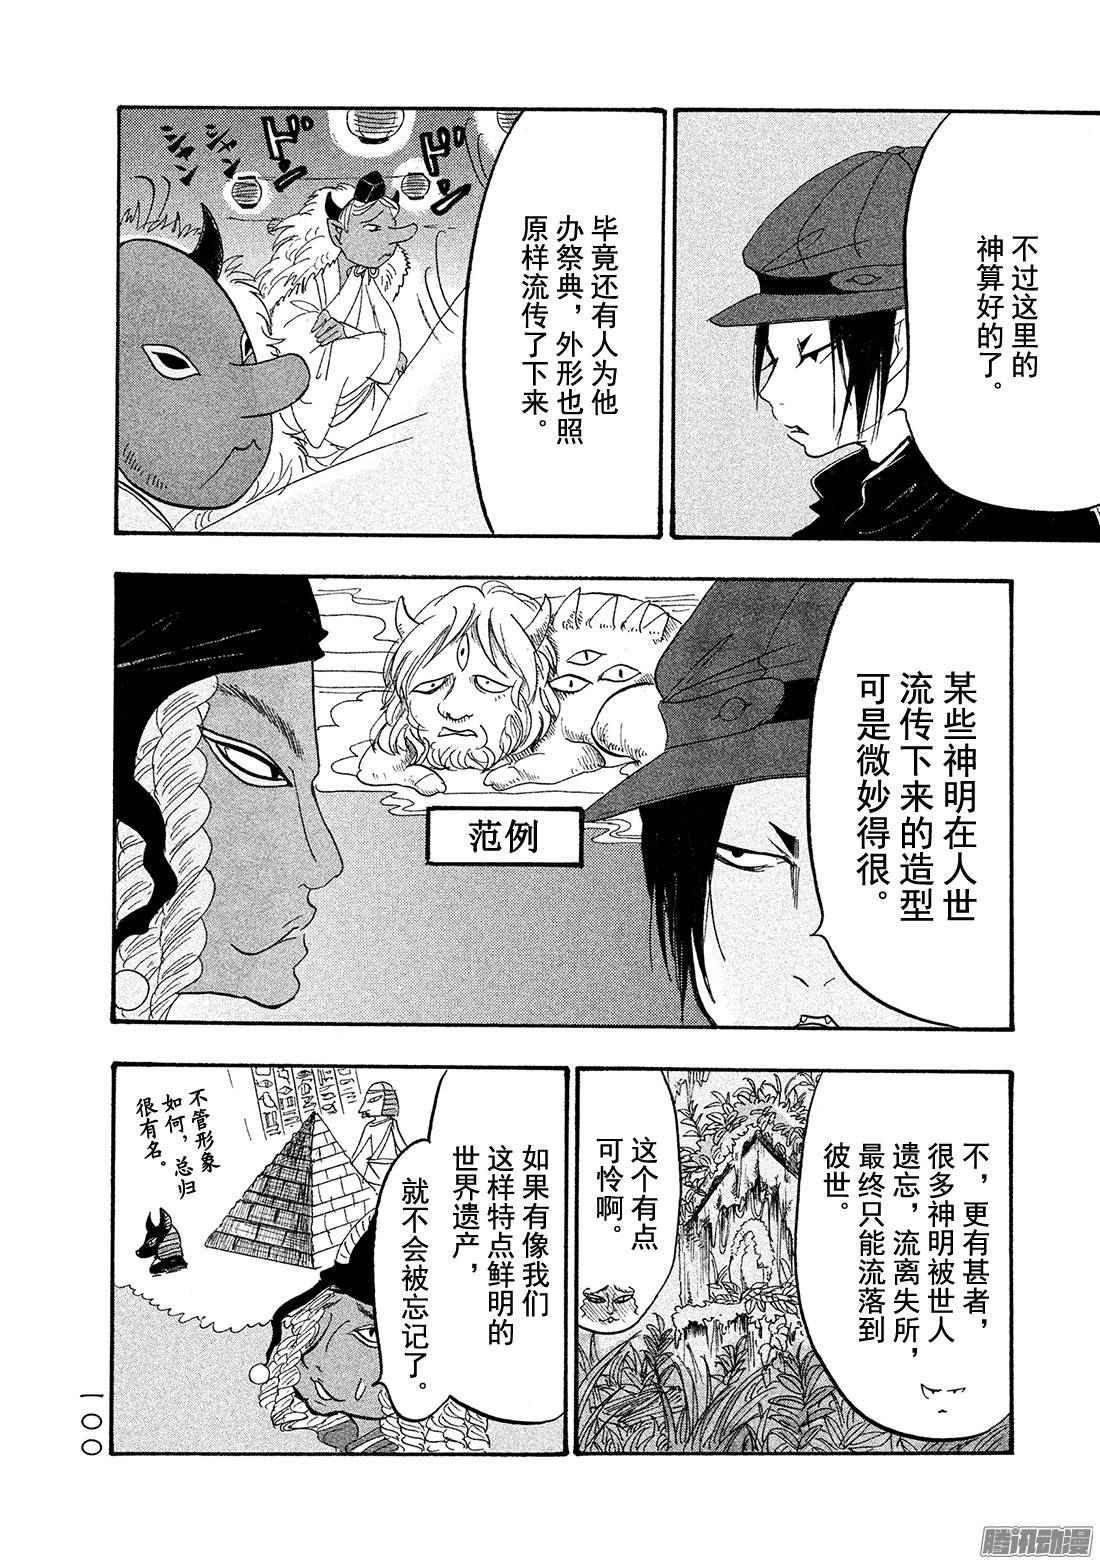 不过这里的
神算好的了。
毕竟还有人为他
办祭典，外形也照
原样流传了下来。
ドドン
シャンシャン
某些神明在人世
流传下来的造型
可是微妙得很。
范例
不，更有甚者，
很多神明被世人
遗忘，流离失所，
最终只能流落到
彼世。
这个有点
可怜啊。
如果有像我们
这样特点鲜明的
世界遗产，
就不会被忘记了。
不管形象
如何，总归
很有名。
一〇〇
腾讯动漫